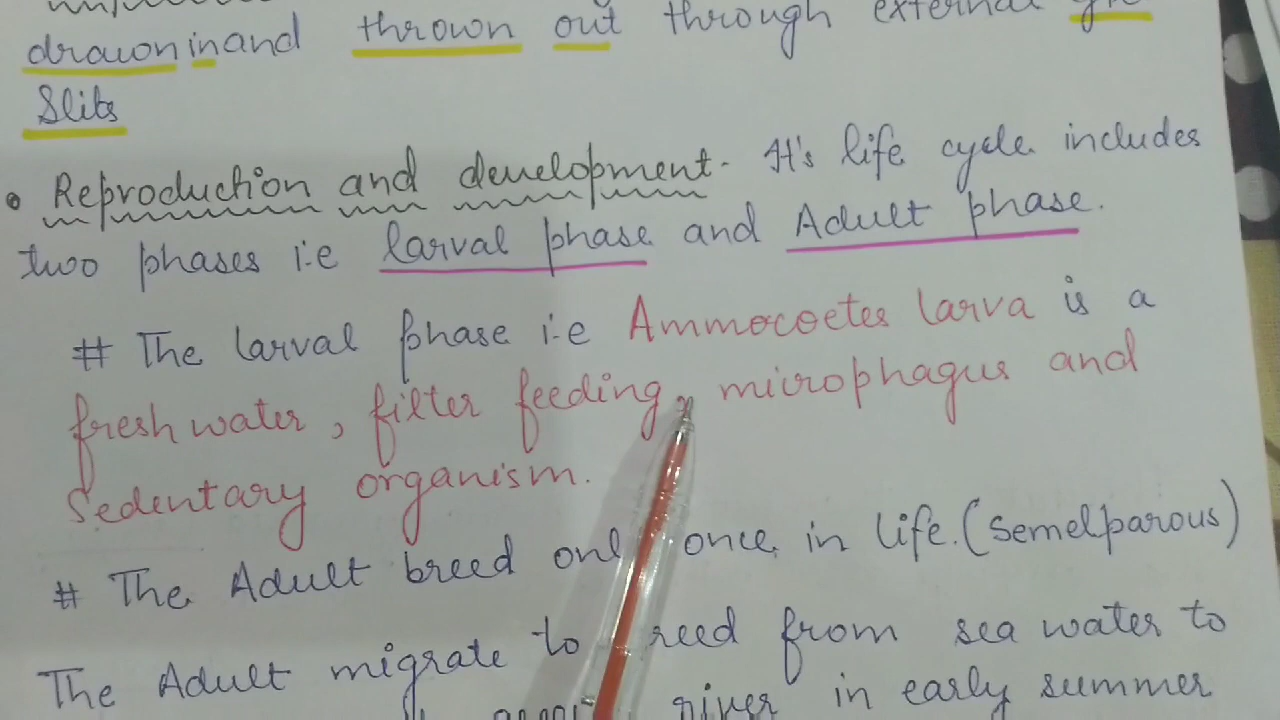 drawn in and thrown out through external
Slits
• Reproduction and development. It's life cycle includes
two phases i.e larval phase and Adult phase.
# The larval phase i.e Ammocoetes larva is a
fresh water, filter feeding, microphagus and
Sedentary organism.
# The Adult breed onl once in life. (Semelparous)
The Adult migrate to reed from sea water to
river in early summer